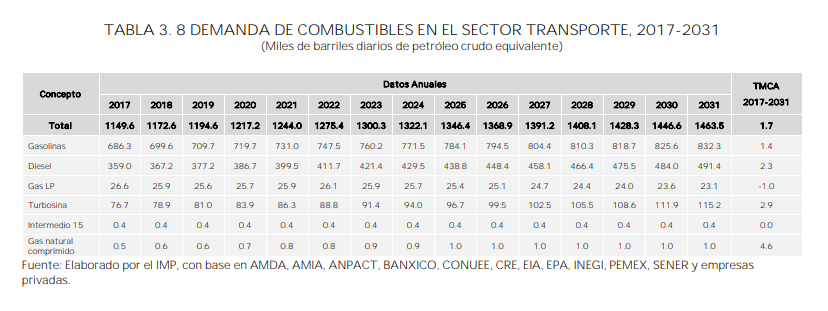 TABLA 3. 8 DEMANDA DE COMBUSTIBLES EN EL SECTOR TRANSPORTE, 2017-2031
(Miles de barriles diarios de petróleo crudo equivalente)
Concepto Datos Anuales TMCA
2017 2018 2019 2020 2021 2022 2023 2024 2025 2026 2027 2028 2029 2030 2031 2017-2031
Total 1149.6 1172.6 1194.6 1217.2 1244.0 1275.4 1300.3 1322.1 1346.4 1368.9 1391.2 1408.1 1428.3 1446.6 1463.5 1.7
Gasolinas 686.3 699.6 709.7 719.7 731.0 747.5 760.2 771.5 784.1 794.5 804.4 810.3 818.7 825.6 832.3 1.4
Diesel 359.0 367.2 377.2 386.7 399.5 411.7 421.4 429.5 438.8 448.4 458.1 466.4 475.5 484.0 491.4 2.3
Gas LP 26.6 25.9 25.6 25.7 25.9 26.1 25.9 25.7 25.4 25.1 24.7 24.4 24.0 23.6 23.1 -1.0
Turbosina 76.7 78.9 81.0 83.9 86.3 88.8 91.4 94.0 96.7 99.5 102.5 105.5 108.6 111.9 115.2 2.9
Intermedio 15 0.4 0.4 0.4 0.4 0.4 0.4 0.4 0.4 0.4 0.4 0.4 0.4 0.4 0.4 0.4 0.0
Gas natural
comprimido 0.5 0.6 0.6 0.7 0.8 0.8 0.9 0.9 1.0 1.0 1.0 1.0 1.0 1.0 1.0 4.6
Fuente: Elaborado por el IMP, con base en AMDA, AMIA, ANPACT, BANXICO, CONUEE, CRE, EIA, EPA, INEGI, PEMEX, SENER y empresas
privadas.